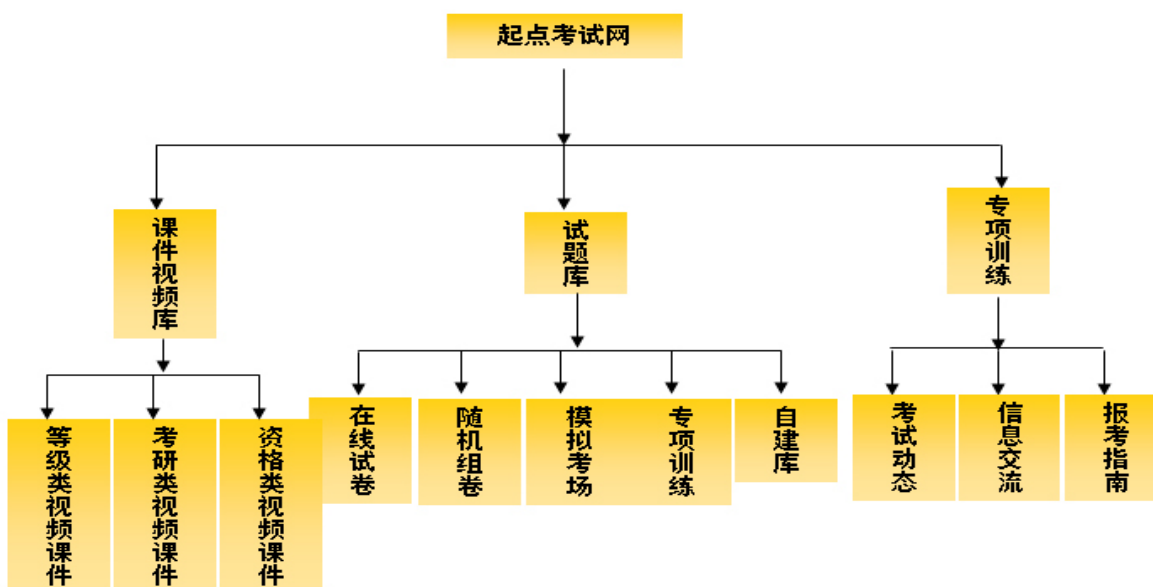 起点考试网
课件视频库
试题库
专项训练
等级类视频课件
考研类视频课件
资格类视频课件
在线试卷
随机组卷
模拟考场
专项训练
自建库
考试动态
信息交流
报考指南